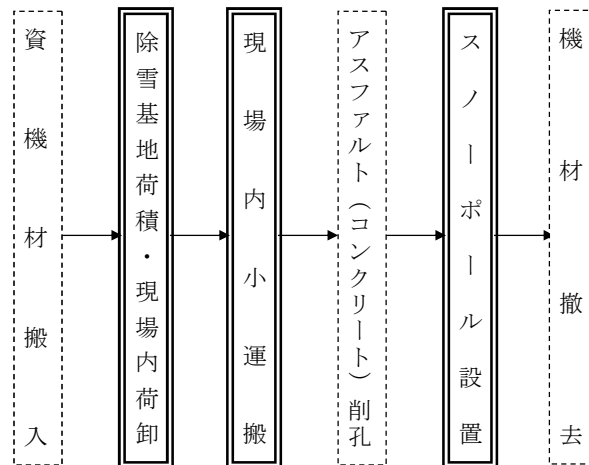 資機材搬入
除雪基地荷積・現場内荷卸
現場内小運搬
アスファルト（コンクリート）削孔
スノーポール設置
機材撤去